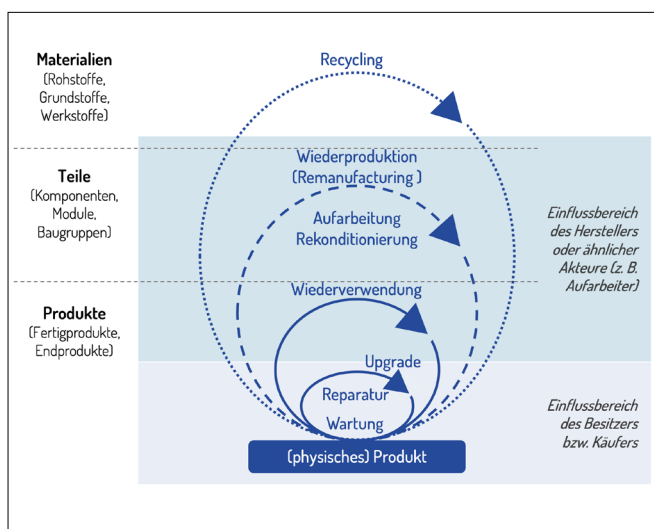 Materialien
(Rohstoffe,
Grundstoffe,
Werkstoffe)
Teile
(Komponenten,
Module,
Baugruppen)
Produkte
(Fertigprodukte,
Endprodukte)
Recycling
Wiederproduktion
(Remanufacturing )
Aufarbeitung
Rekonditionierung
Wiederverwendung
Upgrade
Reparatur
Wartung
(physisches) Produkt
Einflussbereich
des Herstellers
oder ähnlicher
Akteure (z. B.
Aufarbeiter)
Einflussbereich
des Besitzers
bzw. Käufers